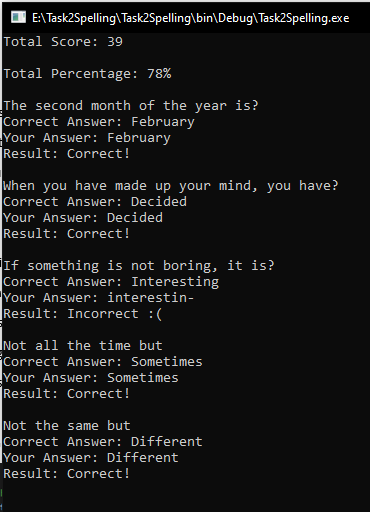 E:\Task2Spelling\Task2Spelling\bin\Debug\Task2Spelling.exe
Total Score: 39
Total Percentage: 78%
The second month of the year is?
Correct Answer: February
Your Answer: February
Result: Correct!
When you have made up your mind, you have?
Correct Answer: Decided
Your Answer: Decided
Result: Correct!
If something is not boring, it is?
Correct Answer: Interesting
Your Answer: interestin-
Result: Incorrect :(
Not all the time but
Correct Answer: Sometimes
Your Answer: Sometimes
Result: Correct!
Not the same but
Correct Answer: Different
Your Answer: Different
Result: Correct!